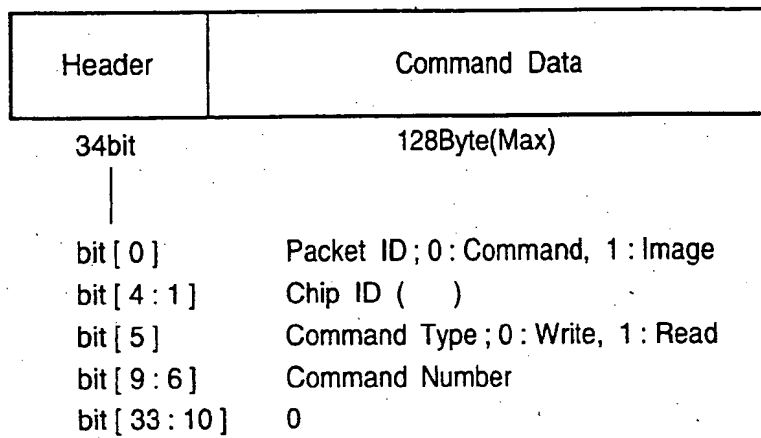 Header Command Data
34bit 128Byte(Max)
bit [ 0 ] Packet ID ; 0 : Command, 1 : Image
bit [ 4 : 1 ] Chip ID ( )
bit [ 5 ] Command Type ; 0 : Write, 1 : Read
bit [ 9 : 6 ] Command Number
bit [ 33 : 10 ] 0